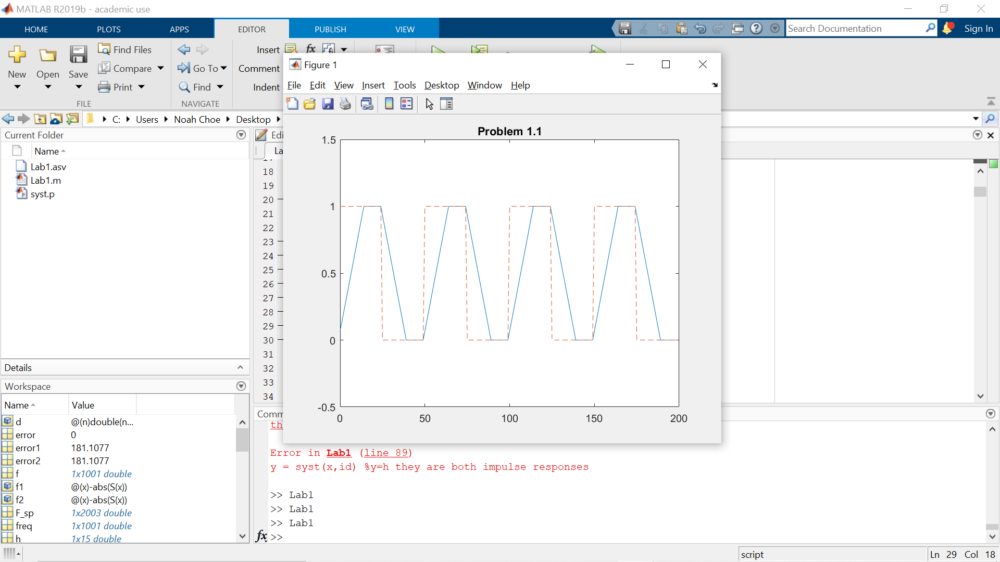 MATLAB R2019b - academic use
HOME PLOTS APPS EDITOR PUBLISH VIEW
Search Documentation
Sign In
New
Open
Save
Find Files
Compare
Print
FILE
Go To
Find
NAVIGATE
Insert fx
Comment
Indent
C: Users Noah Choe Desktop
Current Folder
Name
Lab1.asv
Lab1.m
syst.p
Details
Workspace
Name Value
d @(n)double(n...
error 0
error1 181.1077
error2 181.1077
f 1x1001 double
f1 @(x)-abs(S(x))
f2 @(x)-abs(S(x))
F_sp 1x2003 double
freq 1x1001 double
h 1x15 double
Edi
La
18
19
20
21
22
23
24
25
26
27
28
29
30
31
32
33
34
Figure 1
File Edit View Insert Tools Desktop Window Help
Problem 1.1
1.5
1
0.5
0
-0.5
0 50 100 150 200
Comm
th
Error in Lab1 (line 89)
y = syst(x,id) %y=h they are both impulse responses
>> Lab1
>> Lab1
>> Lab1
fx >>
script
Ln 29 Col 18